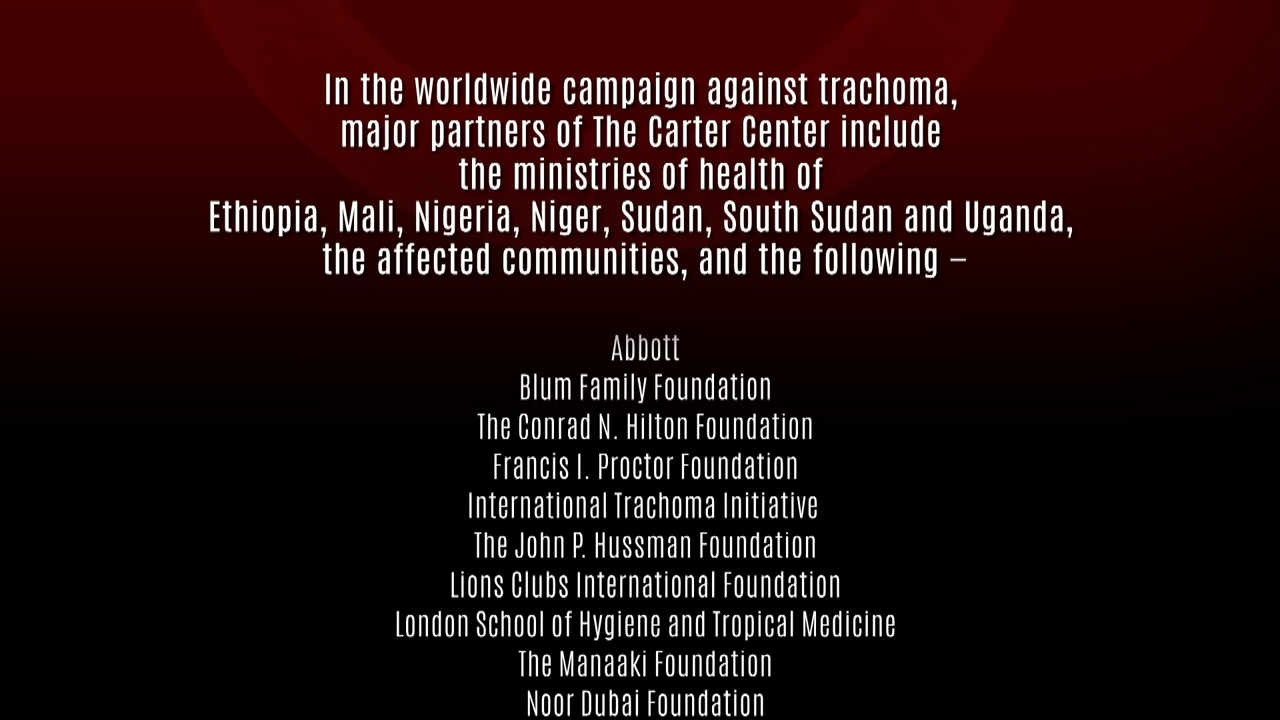 In the worldwide campaign against trachoma,
major partners of The Carter Center include
the ministries of health of
Ethiopia, Mali, Nigeria, Niger, Sudan, South Sudan and Uganda,
the affected communities, and the following –
Abbott
Blum Family Foundation
The Conrad N. Hilton Foundation
Francis I. Proctor Foundation
International Trachoma Initiative
The John P. Hussman Foundation
Lions Clubs International Foundation
London School of Hygiene and Tropical Medicine
The Manaaki Foundation
Noor Dubai Foundation